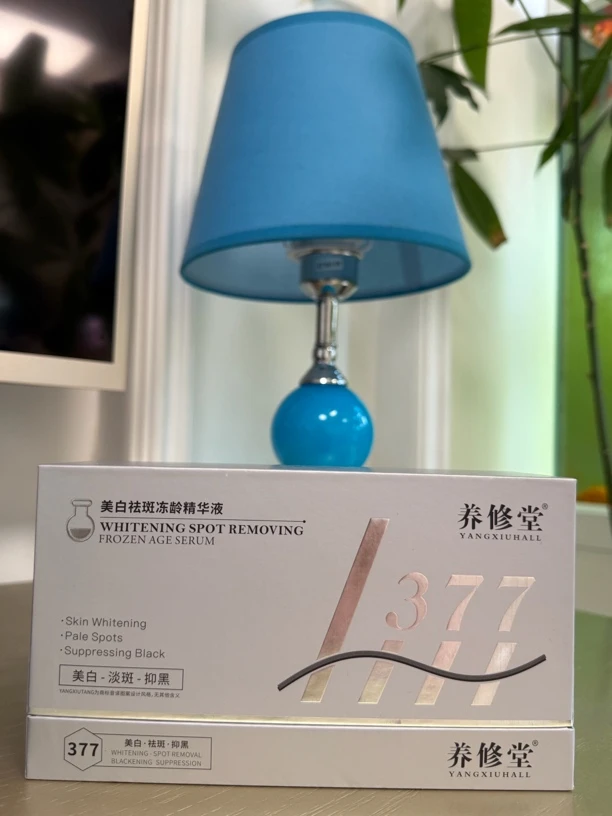 美白祛斑冻龄精华液
WHITENING SPOT REMOVING
FROZEN AGE SERUM
养修堂®
YANGXIUHALL
377
·Skin Whitening
·Pale Spots
·Suppressing Black
美白-淡斑-抑黑
377
美白·祛斑·抑黑
WHITENING·SPOT REMOVAL·
BLACKENING SUPPRESSION
养修堂®
YANGXIUHALL